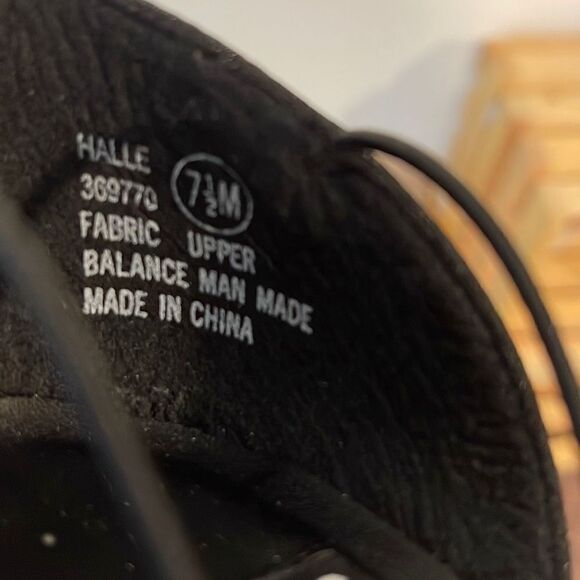 HALLE
369770 7½M
FABRIC UPPER
BALANCE MAN MADE
MADE IN CHINA